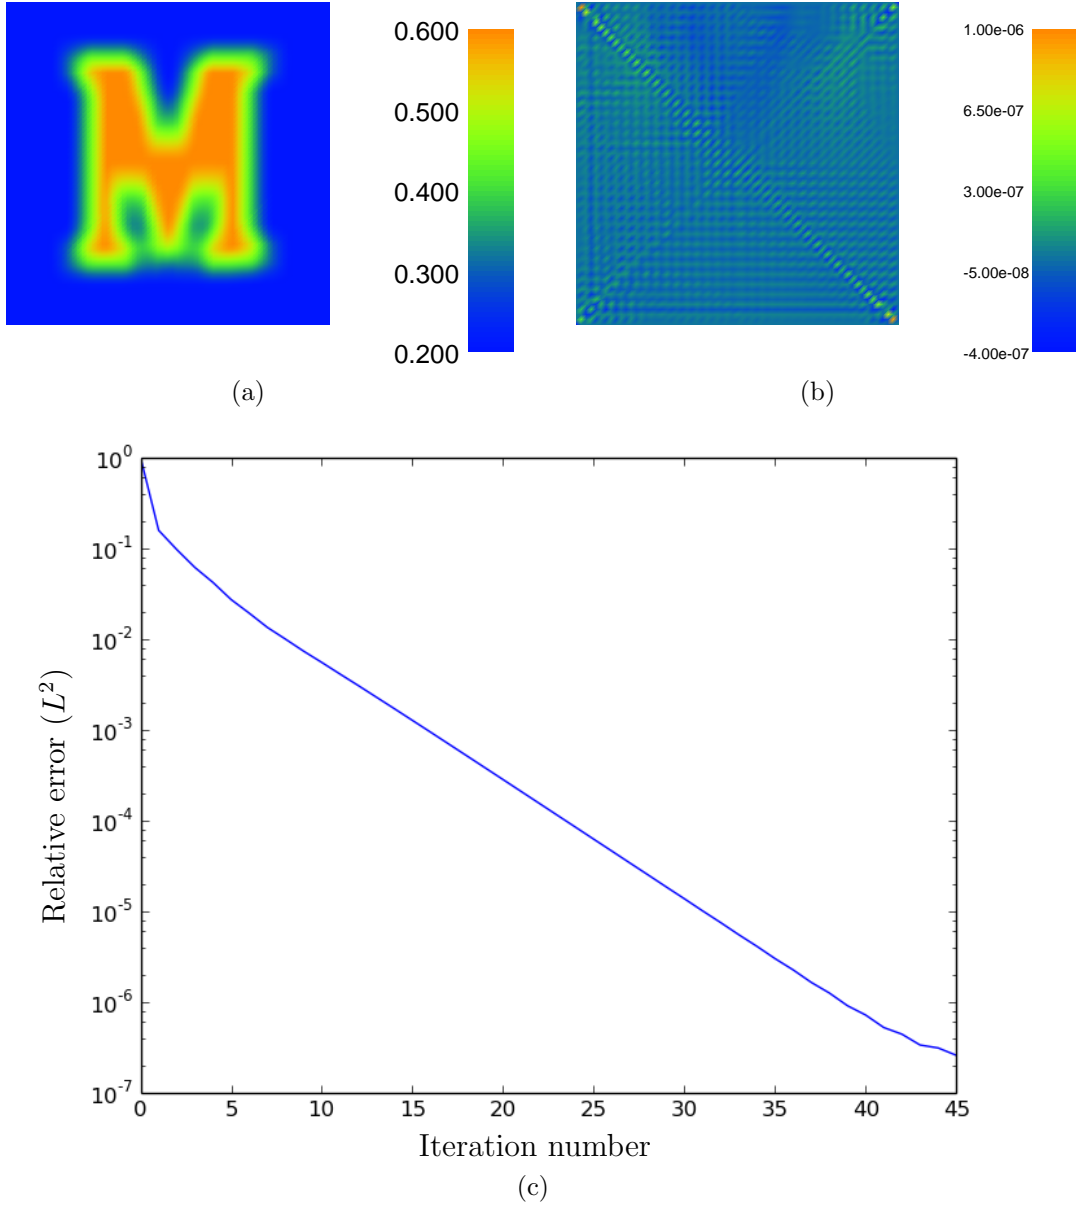 M
0.600
0.500
0.400
0.300
0.200
(a)
1.00e-06
6.50e-07
3.00e-07
-5.00e-08
-4.00e-07
(b)
10^0
10^-1
10^-2
10^-3
10^-4
10^-5
10^-6
10^-7
Relative error (L^2)
0 5 10 15 20 25 30 35 40 45
Iteration number
(c)